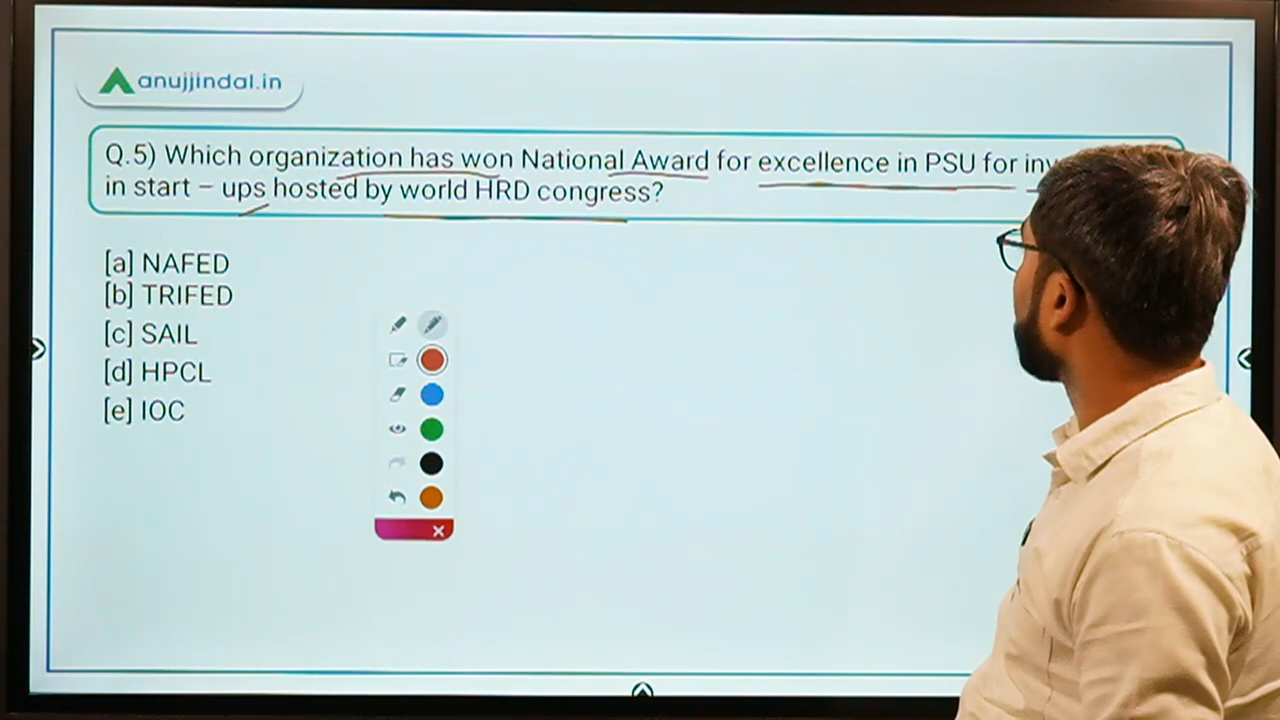 anujjindal.in
Q.5) Which organization has won National Award for excellence in PSU for
in start – ups hosted by world HRD congress?
[a] NAFED
[b] TRIFED
[c] SAIL
[d] HPCL
[e] IOC